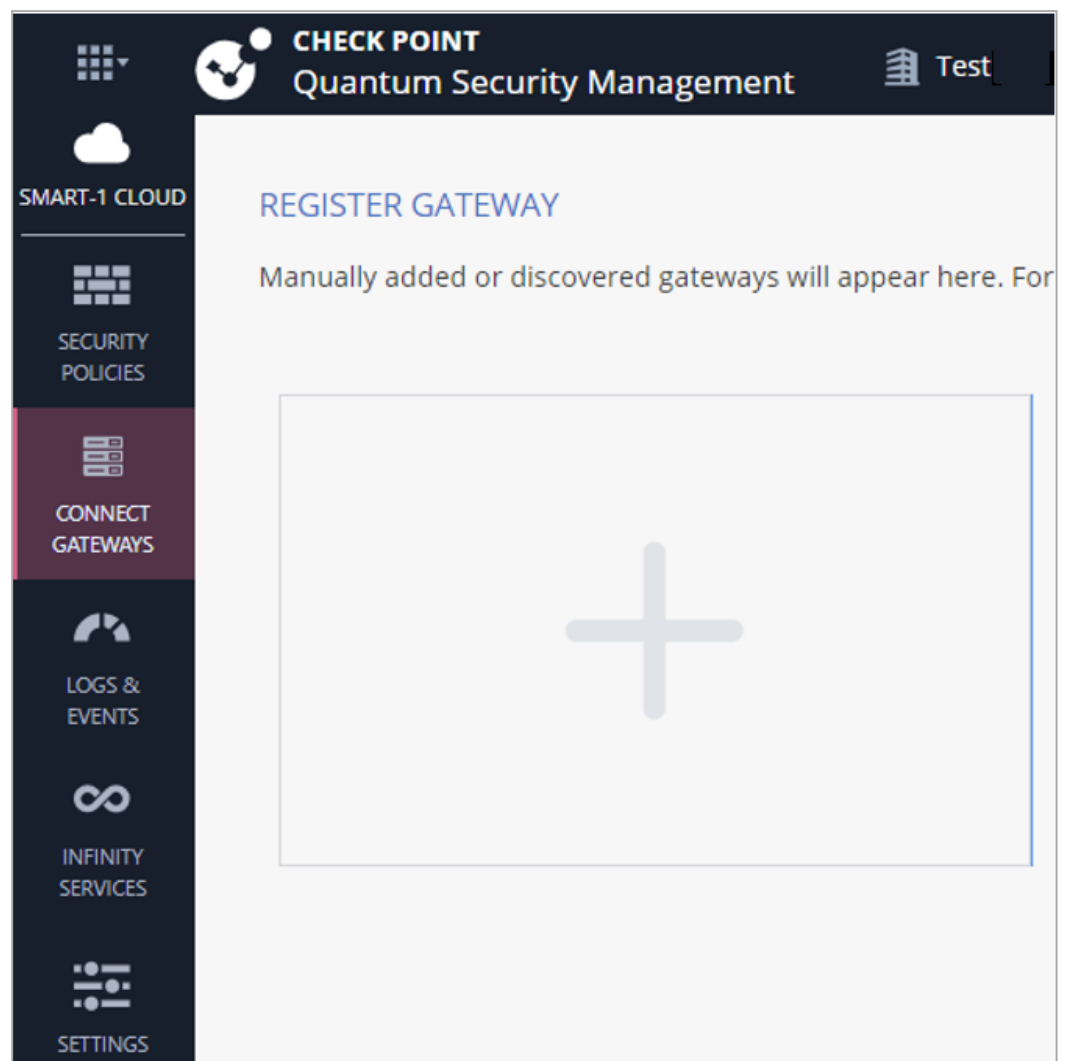 CHECK POINT
Quantum Security Management
Test
SMART-1 CLOUD
SECURITY
POLICIES
CONNECT
GATEWAYS
LOGS &
EVENTS
INFINITY
SERVICES
SETTINGS
REGISTER GATEWAY
Manually added or discovered gateways will appear here. For